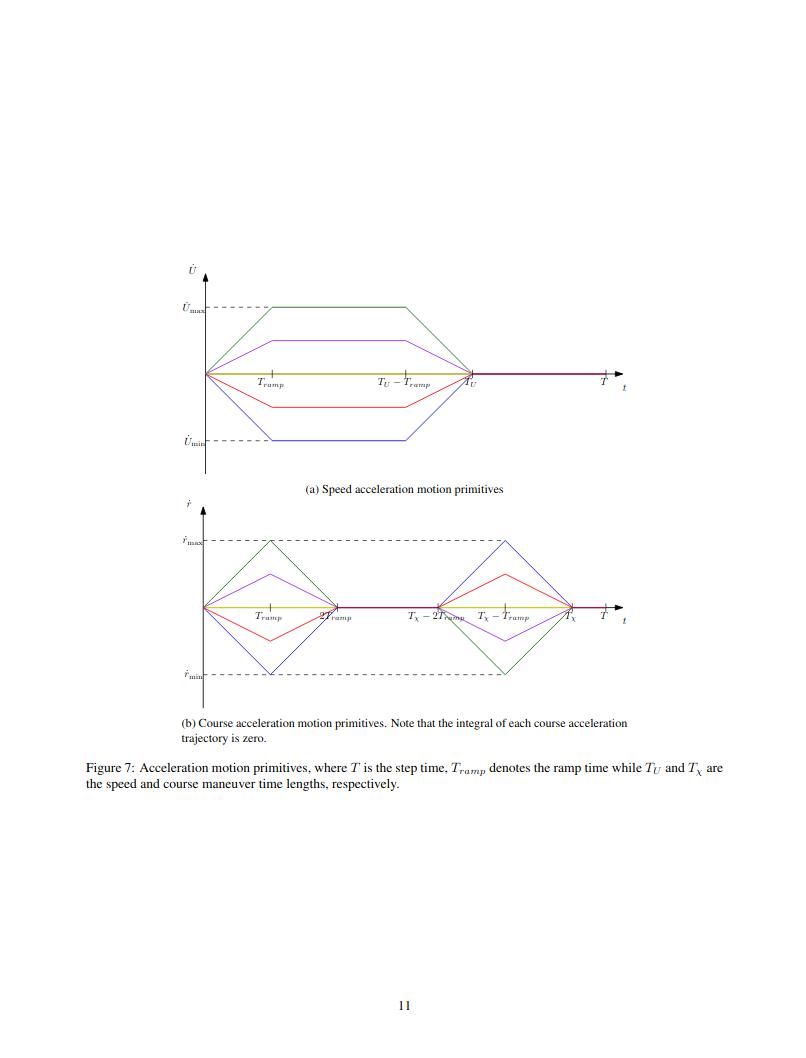 U̇
U̇max
Tramp
TU − Tramp
TU
T
t
U̇min
(a) Speed acceleration motion primitives
ṙ
ṙmax
Tramp
2Tramp
Tχ − 2Tramp
Tχ − Tramp
Tχ
T
t
ṙmin
(b) Course acceleration motion primitives. Note that the integral of each course acceleration
trajectory is zero.
Figure 7: Acceleration motion primitives, where T is the step time, Tramp denotes the ramp time while TU and Tχ are
the speed and course maneuver time lengths, respectively.
11